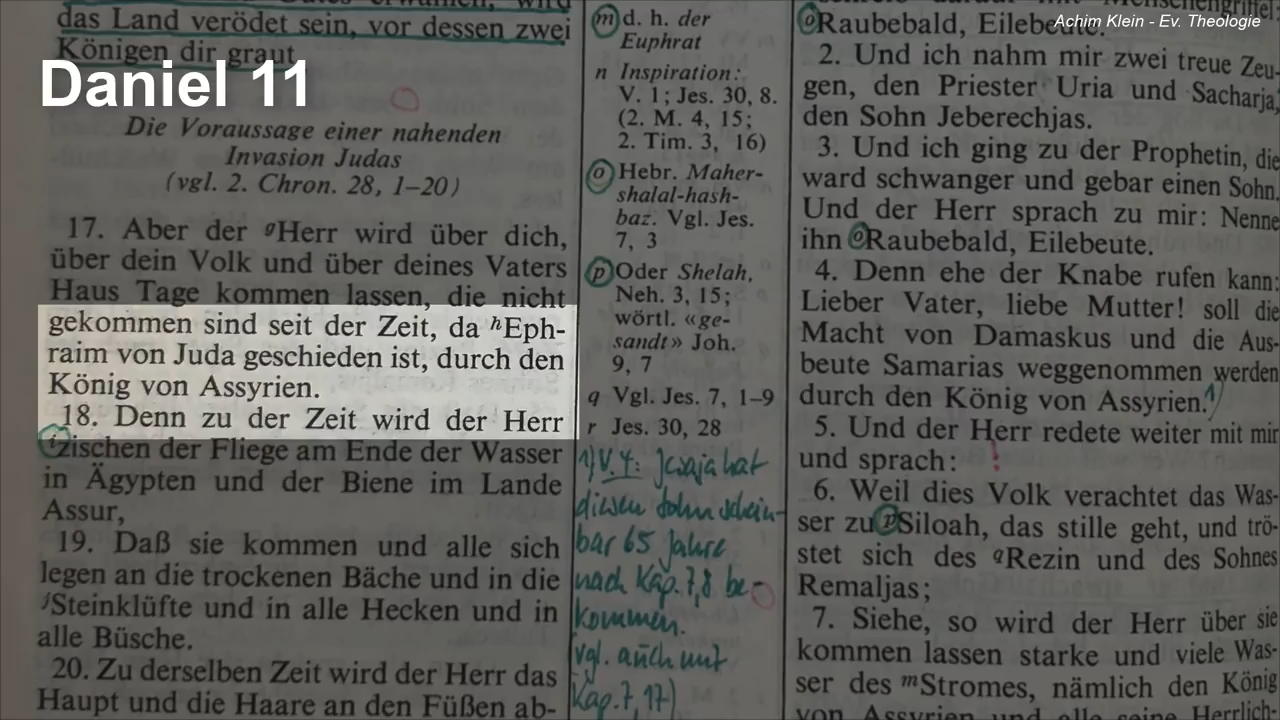 Achim Klein - Ev. Theologie
Daniel 11
das Land verödet sein, vor dessen zwei
Königen dir graut
Die Voraussage einer nahenden
Invasion Judas
(vgl. 2. Chron. 28, 1–20)
17. Aber der gHerr wird über dich,
über dein Volk und über deines Vaters
Haus Tage kommen lassen, die nicht
gekommen sind seit der Zeit, da hEph-
raim von Juda geschieden ist, durch den
König von Assyrien.
18. Denn zu der Zeit wird der Herr
izischen der Fliege am Ende der Wasser
in Ägypten und der Biene im Lande
Assur,
19. Daß sie kommen und alle sich
legen an die trockenen Bäche und in die
jSteinklüfte und in alle Hecken und in
alle Büsche.
20. Zu derselben Zeit wird der Herr das
Haupt und die Haare an den Füßen ab-
m d. h. der
Euphrat
n Inspiration:
V. 1; Jes. 30, 8.
(2. M. 4, 15;
2. Tim. 3, 16)
o Hebr. Maher-
shalal-hash-
baz. Vgl. Jes.
7, 3
p Oder Shelah,
Neh. 3, 15;
wörtl. «ge-
sandt» Joh.
9, 7
q Vgl. Jes. 7, 1–9
r Jes. 30, 28
1) V. 4: Jesaja hat
diesen Sohn schein-
bar 65 Jahre
nach Kap. 7,8 be-
kommen.
vgl. auch mit
Kap. 7, 17)
oRaubebald, Eilebeute.
2. Und ich nahm mir zwei treue Zeu-
gen, den Priester Uria und Sacharja,
den Sohn Jeberechjas.
3. Und ich ging zu der Prophetin, die
ward schwanger und gebar einen Sohn.
Und der Herr sprach zu mir: Nenne
ihn oRaubebald, Eilebeute.
4. Denn ehe der Knabe rufen kann:
Lieber Vater, liebe Mutter! soll die
Macht von Damaskus und die Aus-
beute Samarias weggenommen werden
durch den König von Assyrien. 1)
5. Und der Herr redete weiter mit mir
und sprach: !
6. Weil dies Volk verachtet das Was-
ser zu pSiloah, das stille geht, und trö-
stet sich des qRezin und des Sohnes
Remaljas;
7. Siehe, so wird der Herr über sie
kommen lassen starke und viele Was-
ser des mStromes, nämlich den König
von Assyrien und alle seine Herrlich-